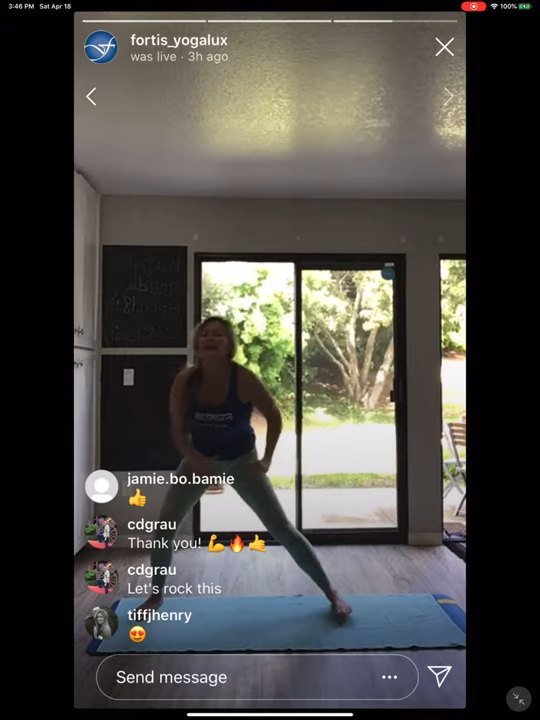 3:46 PM Sat Apr 18
100%
fortis_yogalux
was live · 3h ago
jamie.bo.bamie
👍
cdgrau
Thank you! 💪🔥🤙
cdgrau
Let's rock this
tiffjhenry
😍
Send message